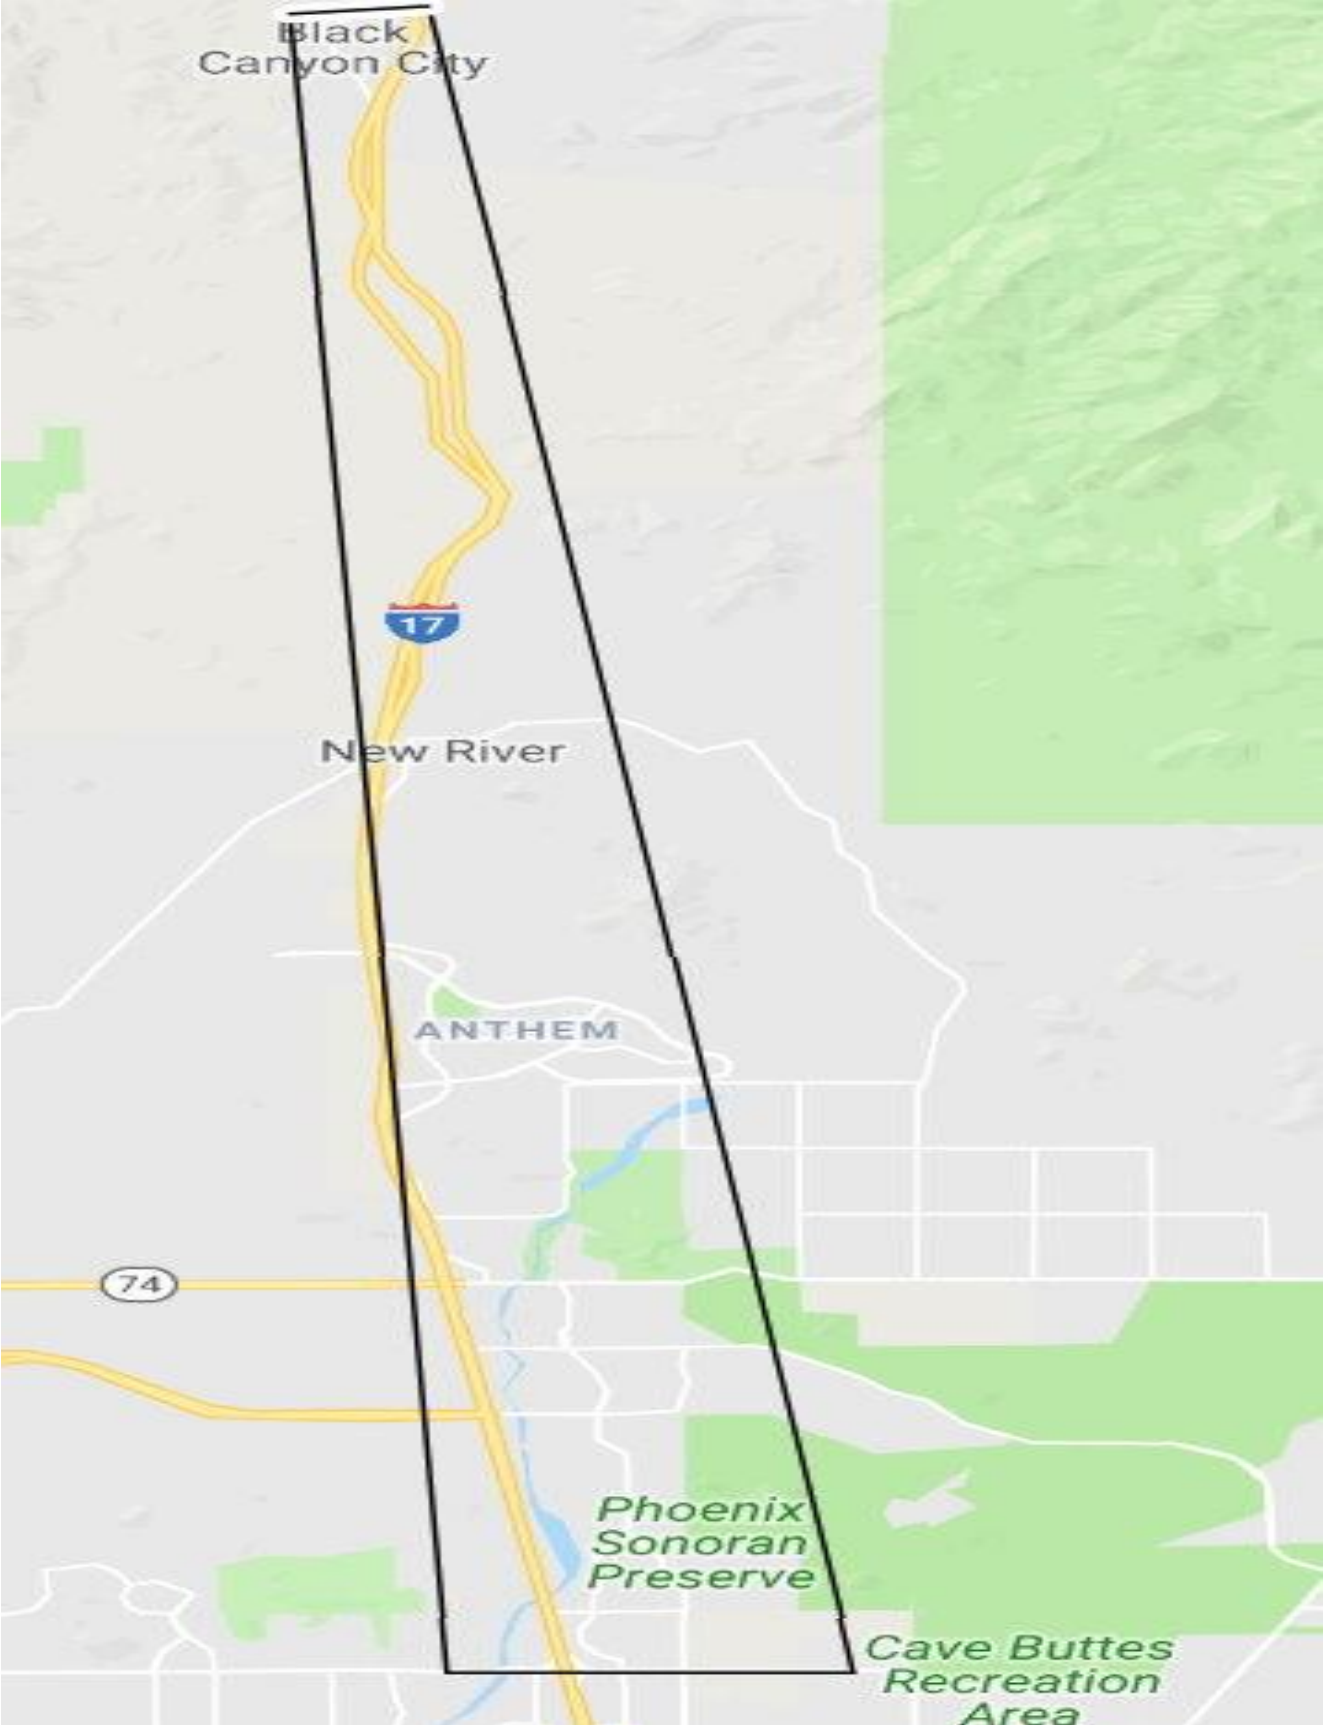 Black
Canyon City
17
New River
ANTHEM
74
Phoenix
Sonoran
Preserve
Cave Buttes
Recreation
Area